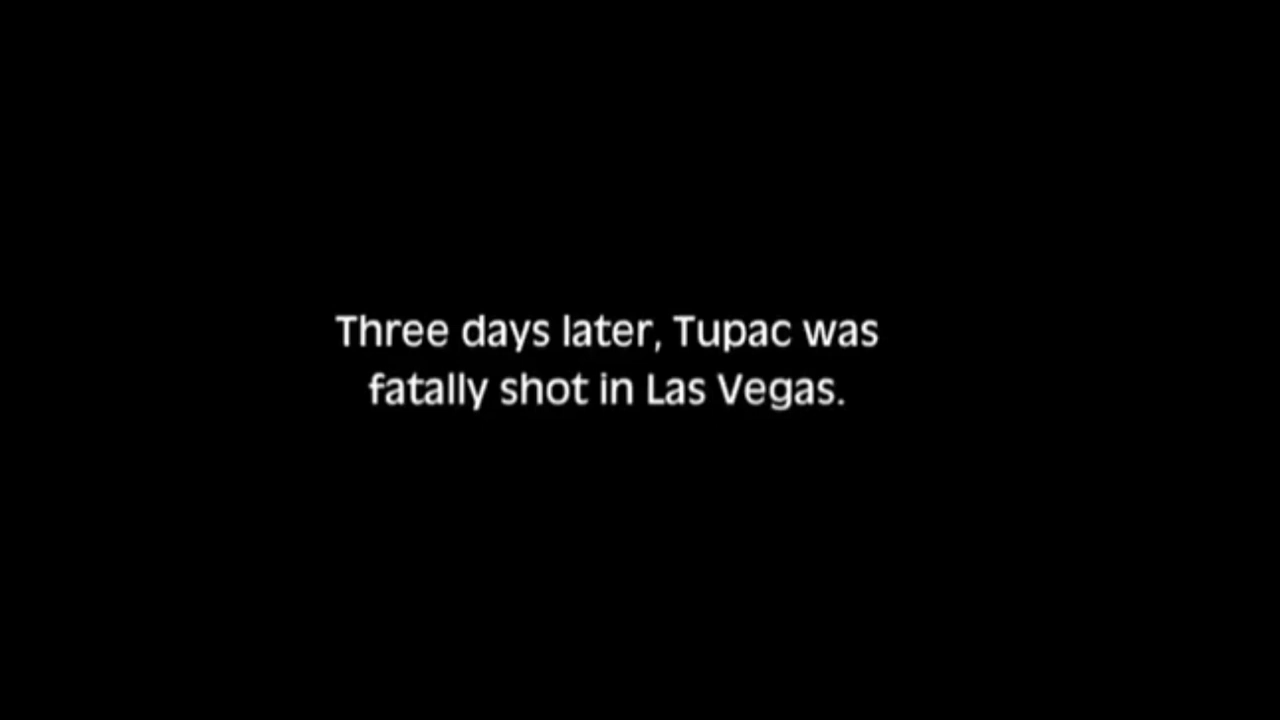 Three days later, Tupac was
fatally shot in Las Vegas.